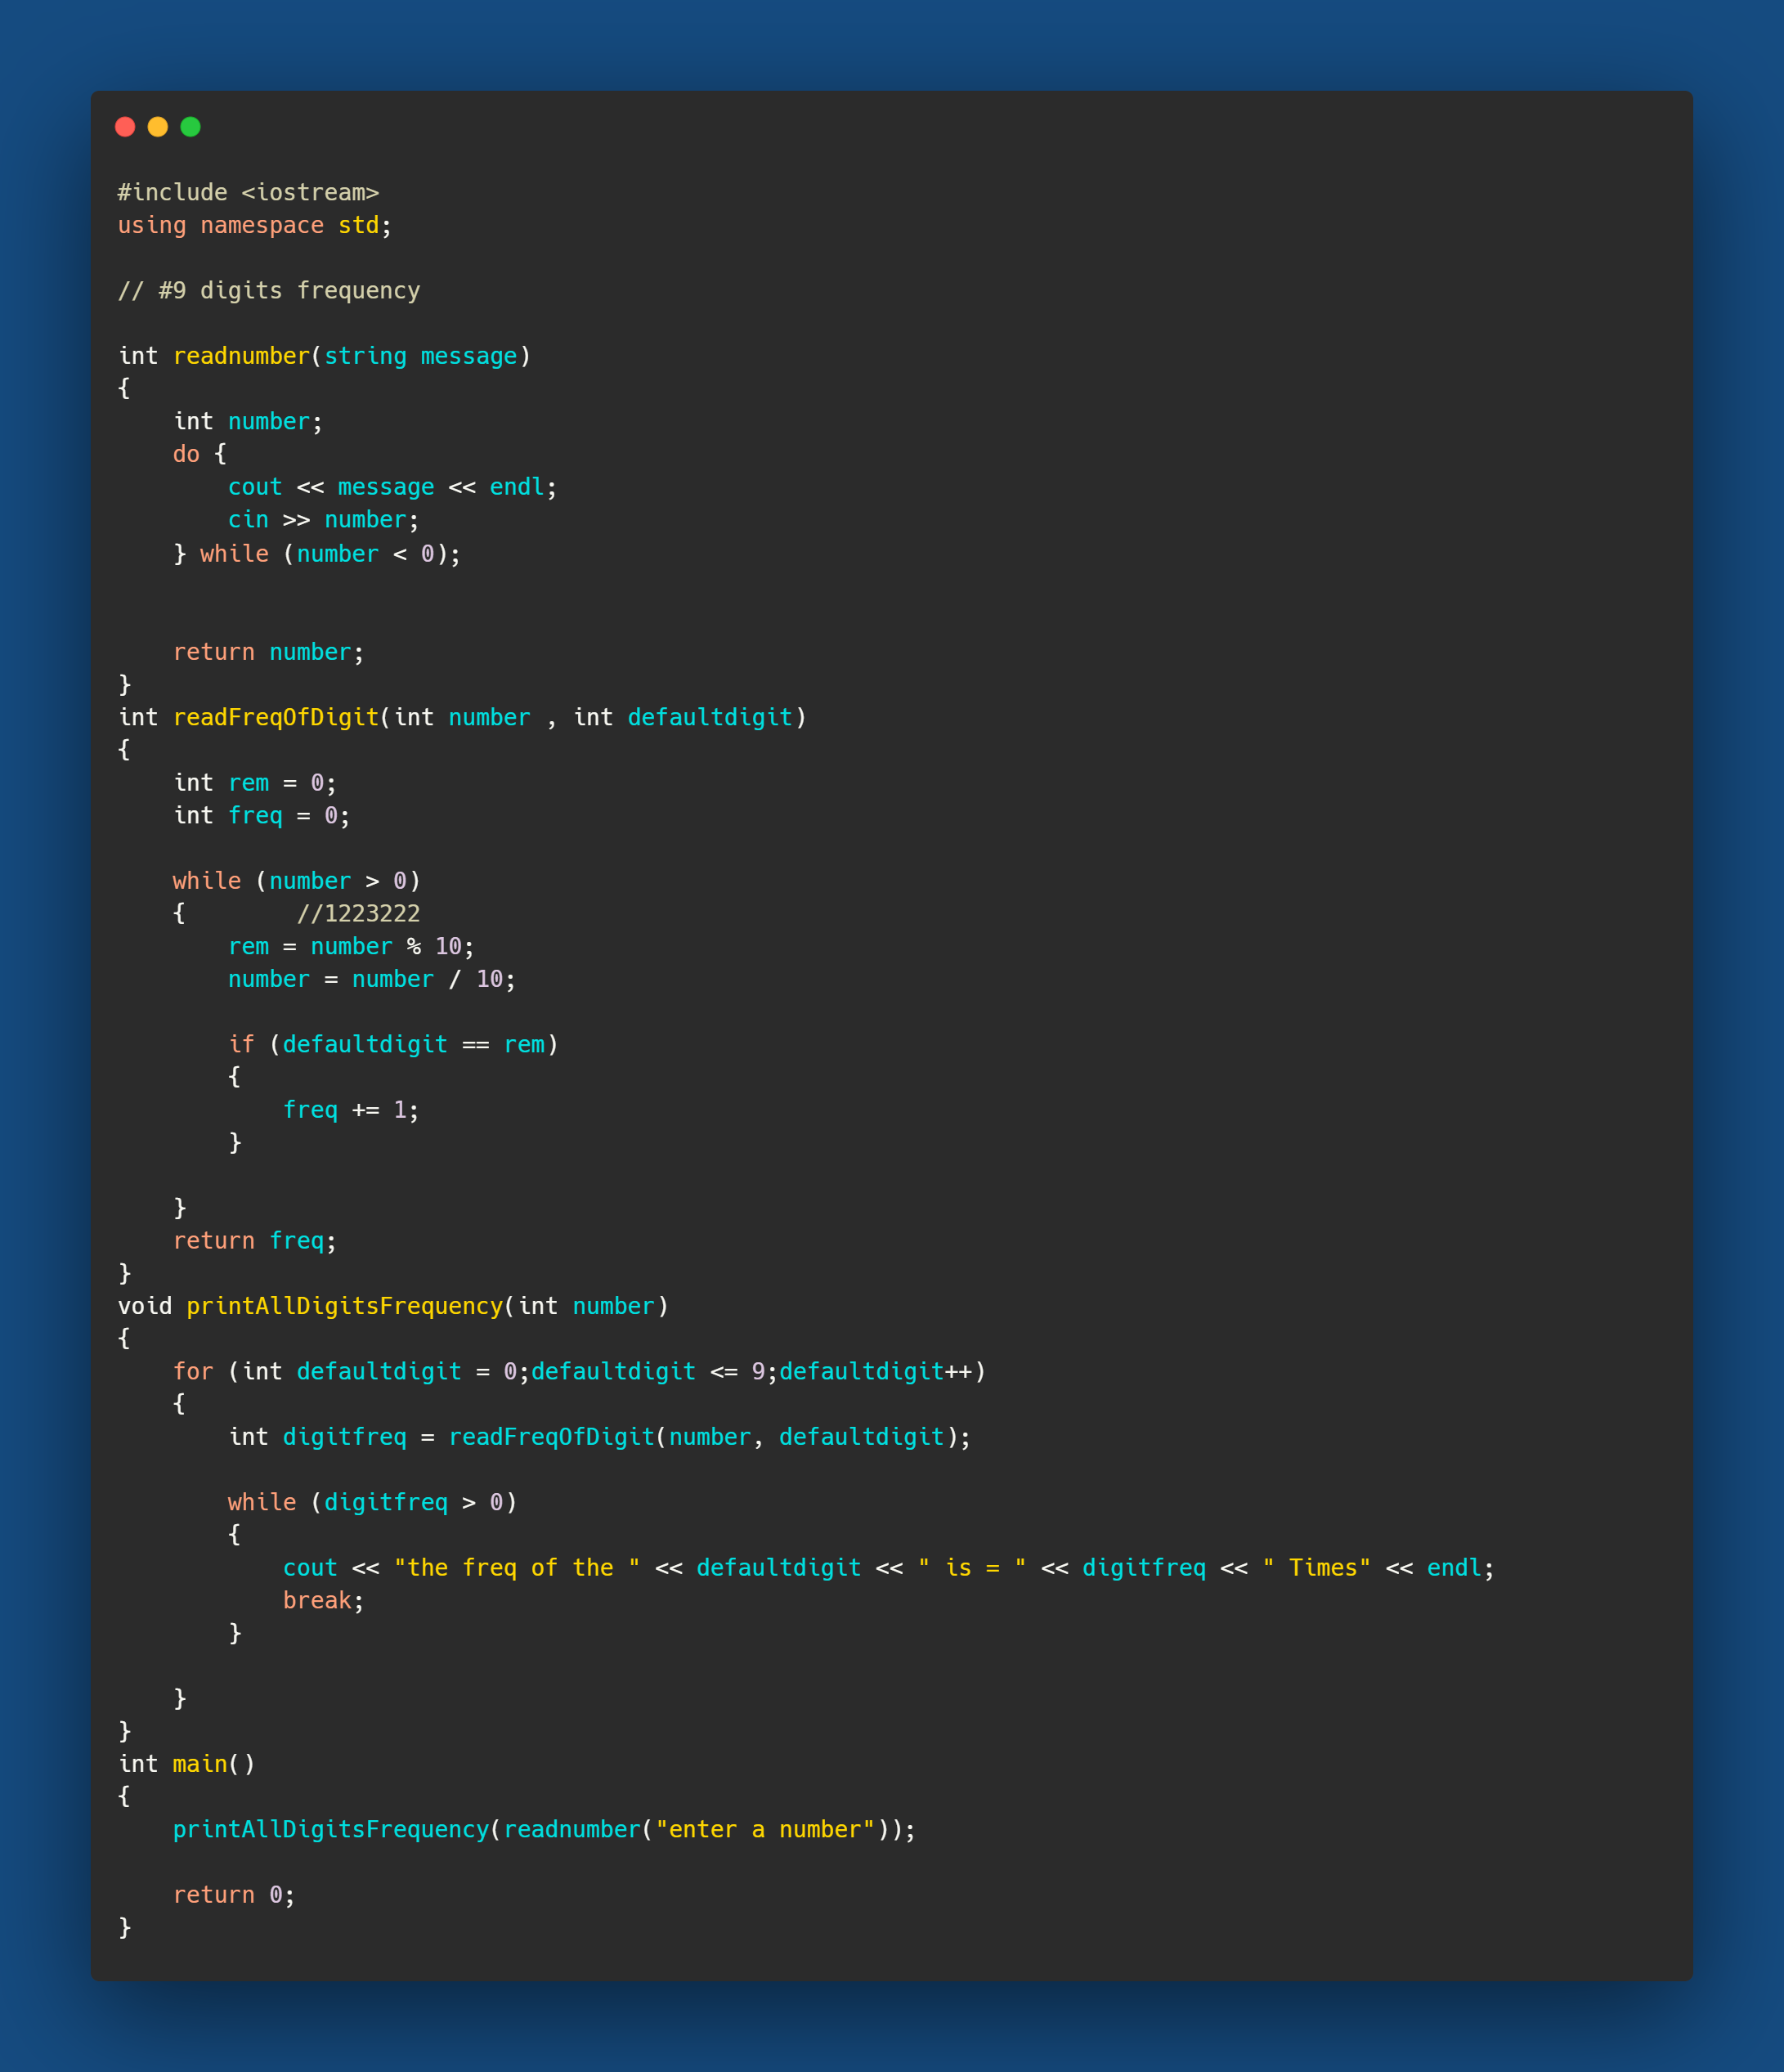 #include <iostream>
using namespace std;

// #9 digits frequency

int readnumber(string message)
{
    int number;
    do {
        cout << message << endl;
        cin >> number;
    } while (number < 0);


    return number;
}
int readFreqOfDigit(int number , int defaultdigit)
{
    int rem = 0;
    int freq = 0;

    while (number > 0)
    {        //1223222
        rem = number % 10;
        number = number / 10;

        if (defaultdigit == rem)
        {
            freq += 1;
        }

    }
    return freq;
}
void printAllDigitsFrequency(int number)
{
    for (int defaultdigit = 0;defaultdigit <= 9;defaultdigit++)
    {
        int digitfreq = readFreqOfDigit(number, defaultdigit);

        while (digitfreq > 0)
        {
            cout << "the freq of the " << defaultdigit << " is = " << digitfreq << " Times" << endl;
            break;
        }

    }
}
int main()
{
    printAllDigitsFrequency(readnumber("enter a number"));

    return 0;
}